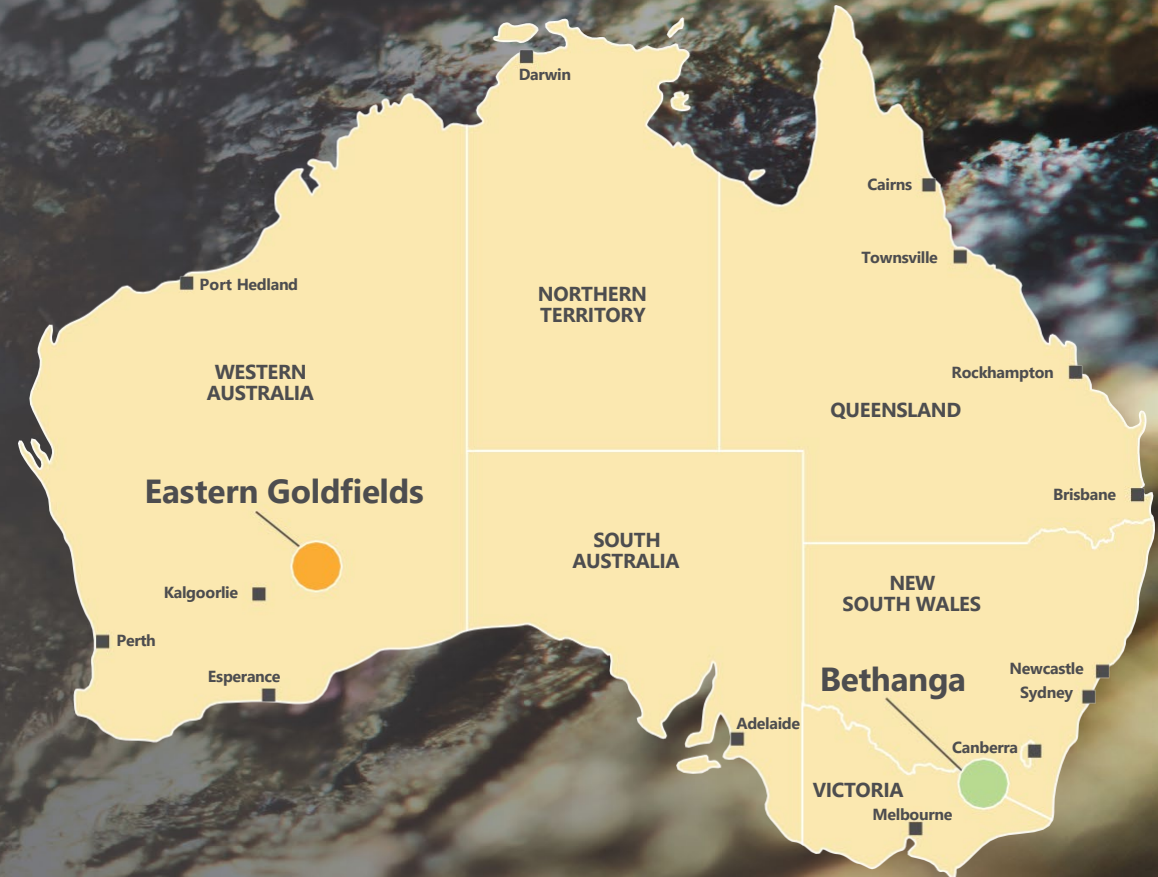 Darwin
Cairns
Townsville
Port Hedland
NORTHERN
TERRITORY
WESTERN
AUSTRALIA
Rockhampton
QUEENSLAND
Eastern Goldfields
Brisbane
SOUTH
AUSTRALIA
Kalgoorlie
NEW
SOUTH WALES
Perth
Esperance
Bethanga
Newcastle
Sydney
Adelaide
Canberra
VICTORIA
Melbourne